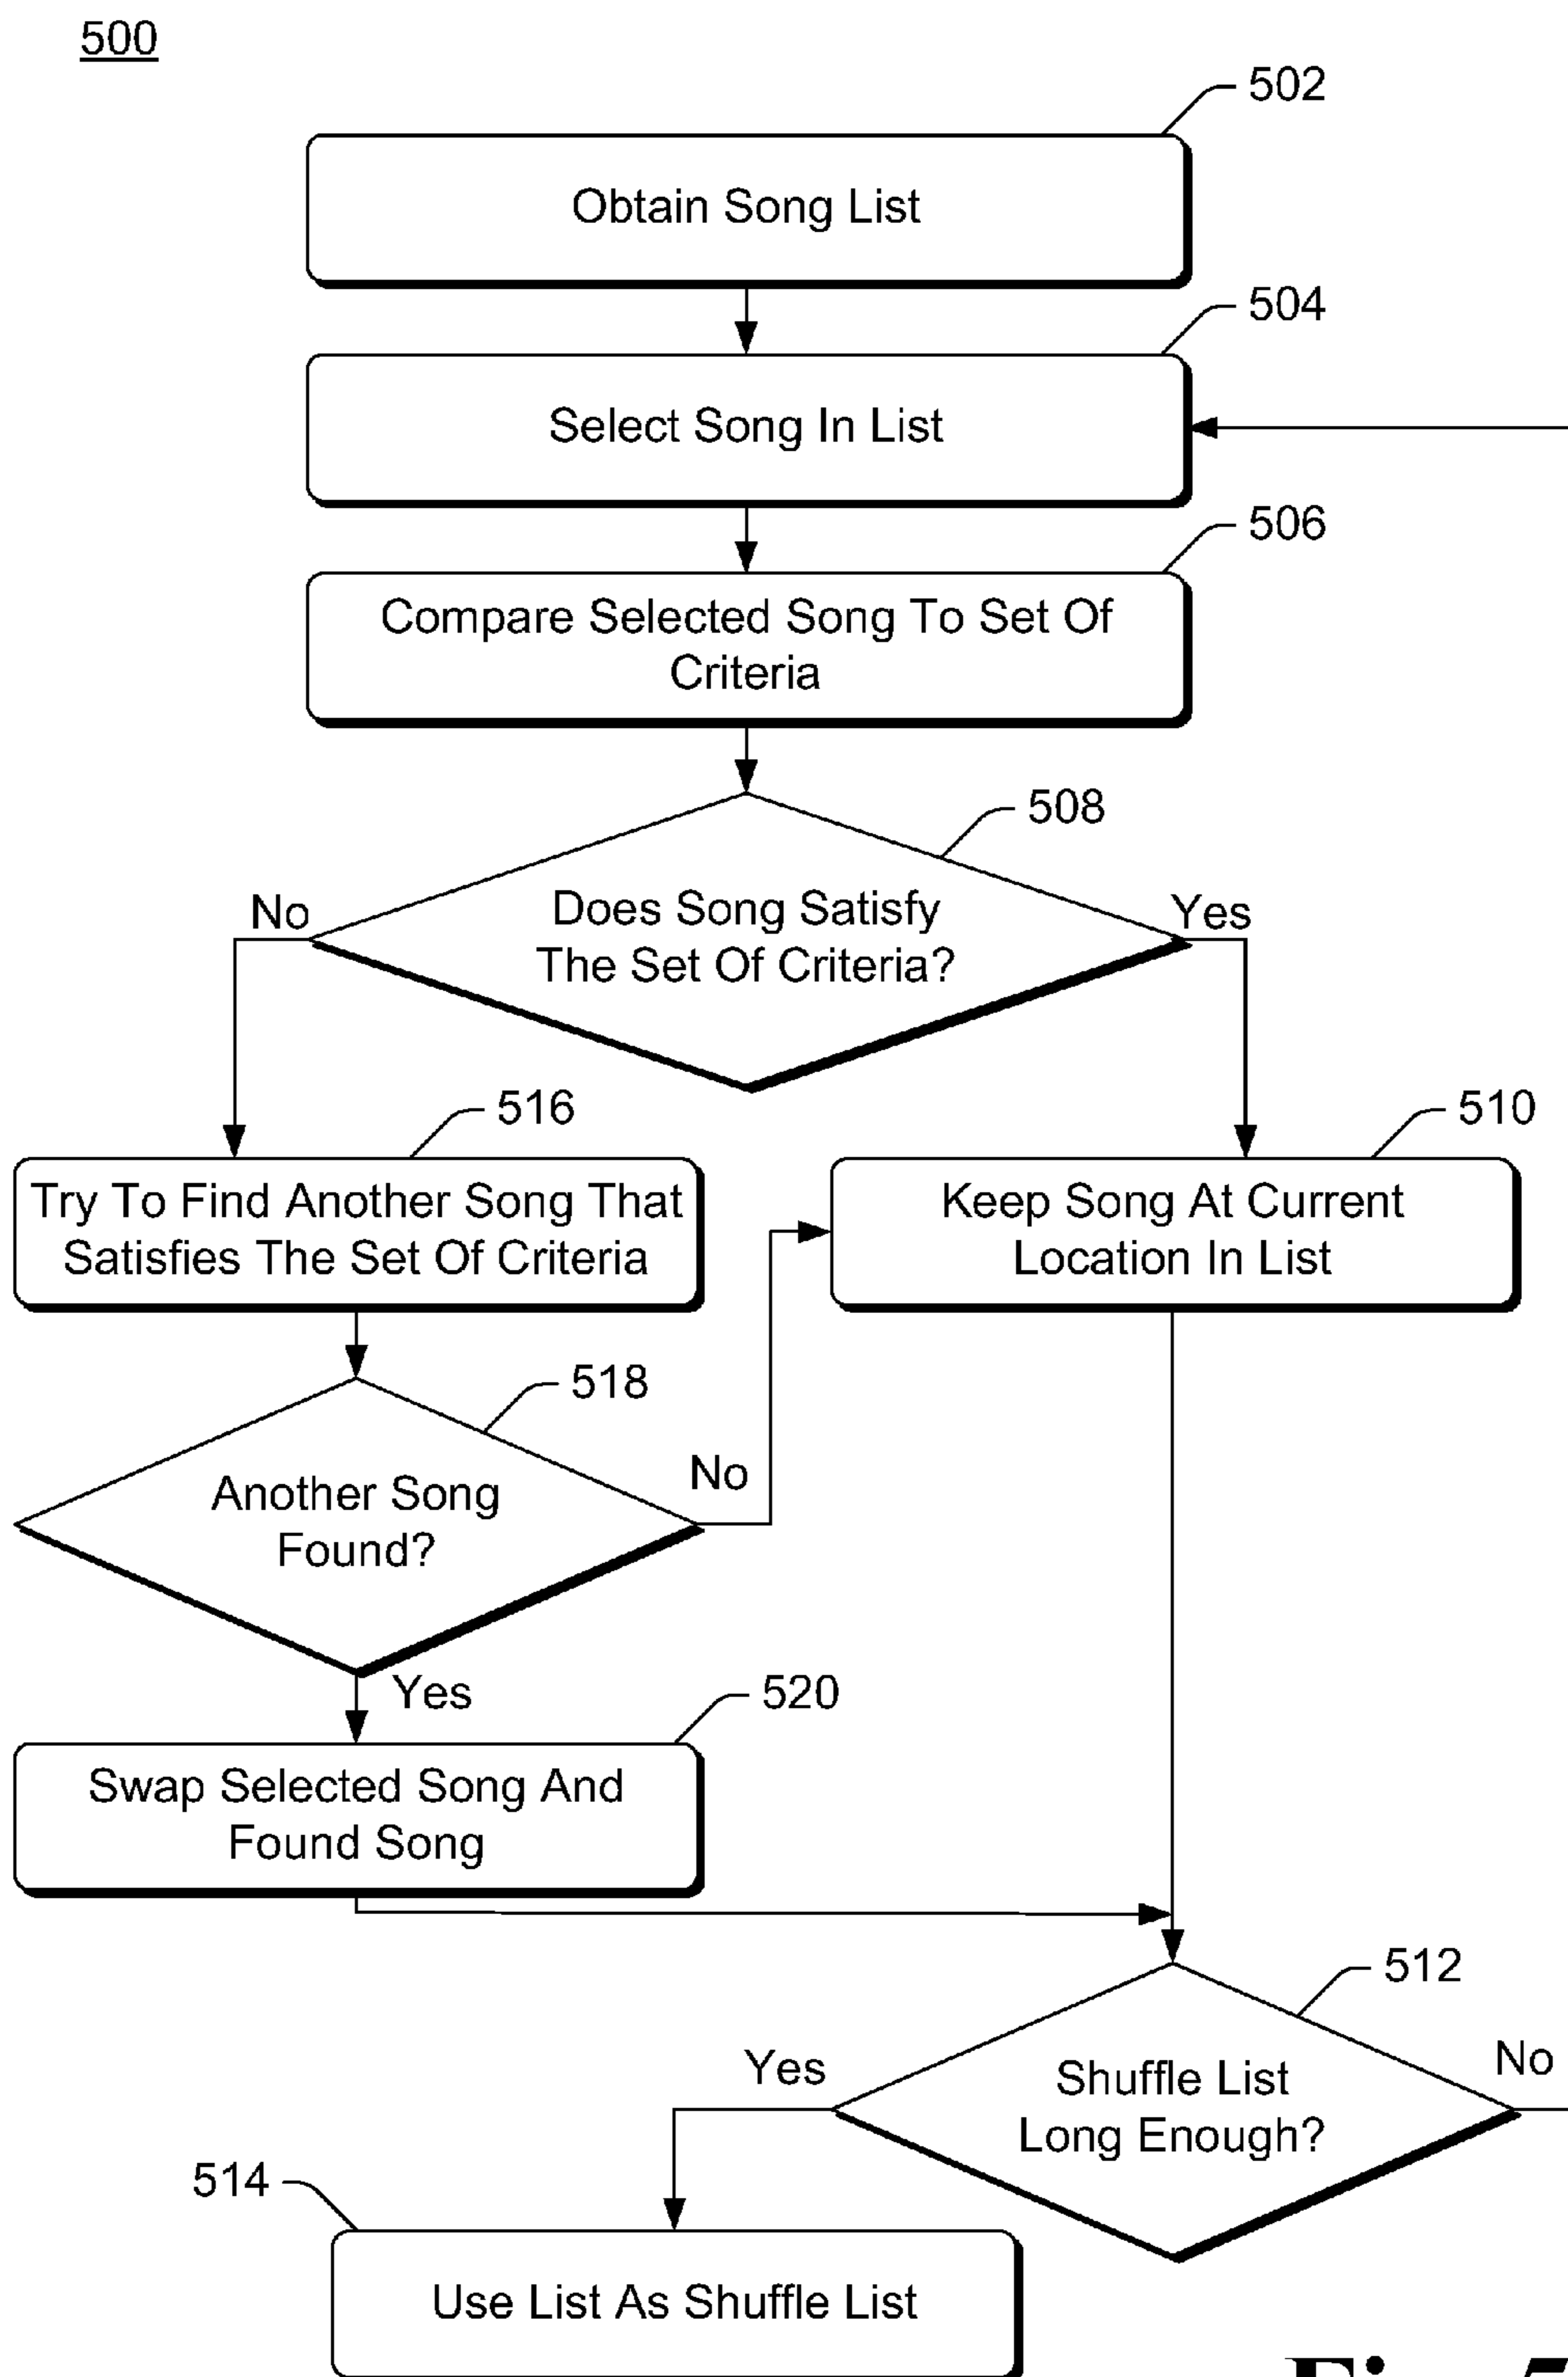 500
502
Obtain Song List
504
Select Song In List
506
Compare Selected Song To Set Of
Criteria
508
No
Does Song Satisfy
The Set Of Criteria?
Yes
516
510
Try To Find Another Song That
Satisfies The Set Of Criteria
Keep Song At Current
Location In List
518
Another Song
Found?
No
Yes
520
Swap Selected Song And
Found Song
512
Yes
Shuffle List
Long Enough?
No
514
Use List As Shuffle List